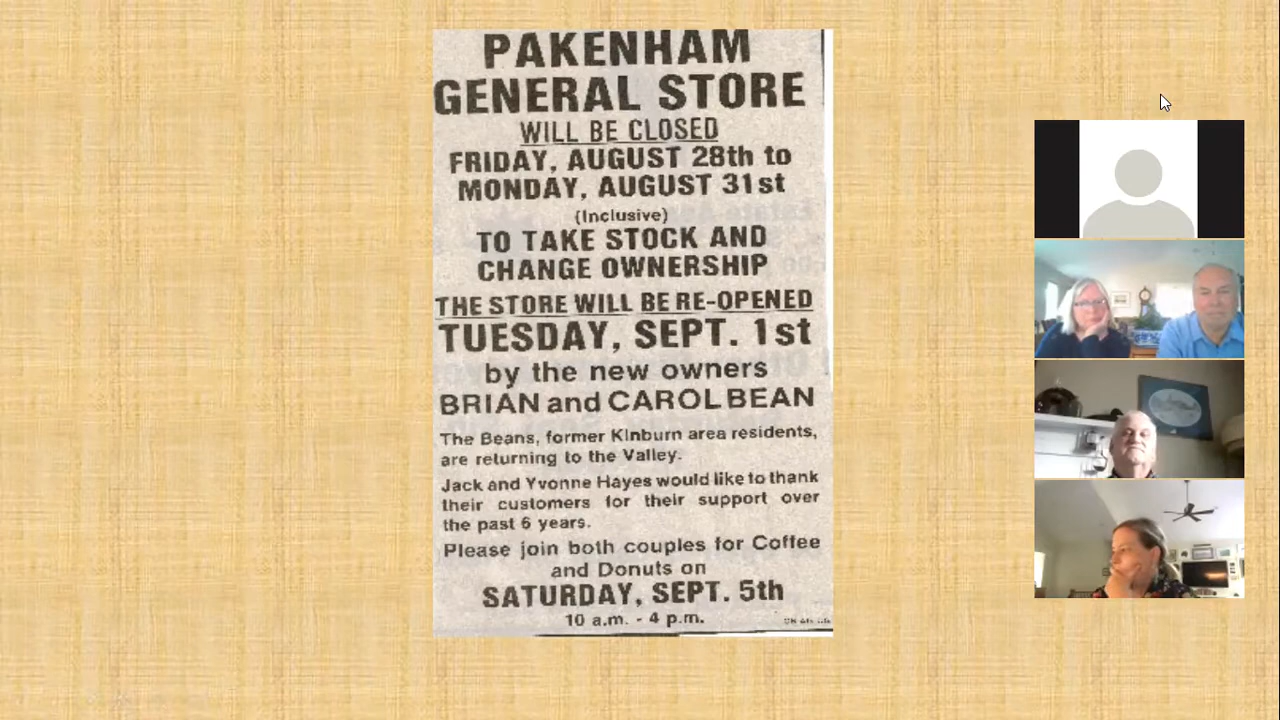 PAKENHAM
GENERAL STORE
WILL BE CLOSED
FRIDAY, AUGUST 28th to
MONDAY, AUGUST 31st
(Inclusive)
TO TAKE STOCK AND
CHANGE OWNERSHIP
THE STORE WILL BE RE-OPENED
TUESDAY, SEPT. 1st
by the new owners
BRIAN and CAROL BEAN
The Beans, former Kinburn area residents,
are returning to the Valley.
Jack and Yvonne Hayes would like to thank
their customers for their support over
the past 6 years.
Please join both couples for Coffee
and Donuts on
SATURDAY, SEPT. 5th
10 a.m. - 4 p.m.